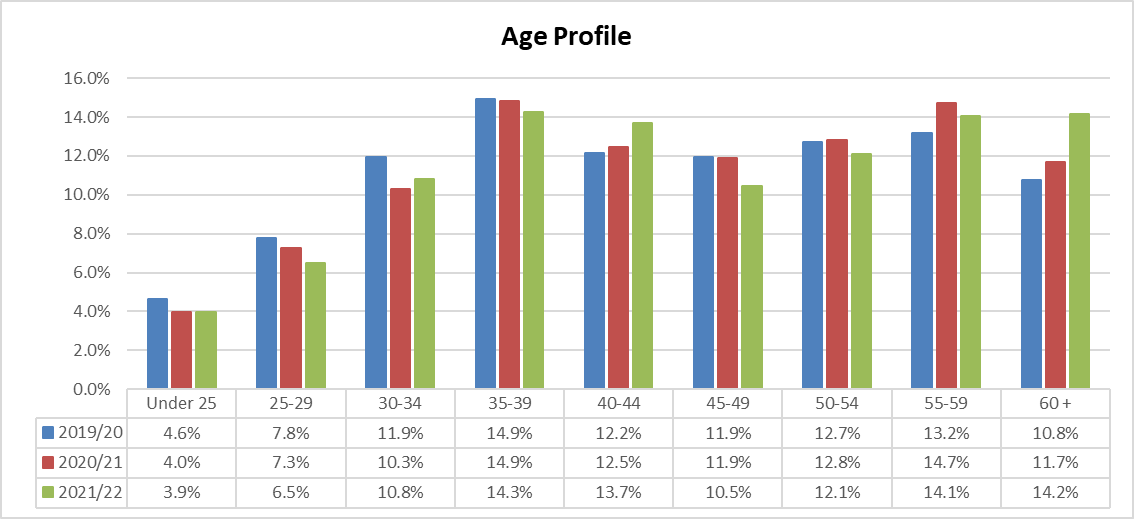 Age Profile
16.0%
14.0%
12.0%
10.0%
8.0%
6.0%
4.0%
2.0%
0.0%
Under 25 25-29 30-34 35-39 40-44 45-49 50-54 55-59 60 +
2019/20 4.6% 7.8% 11.9% 14.9% 12.2% 11.9% 12.7% 13.2% 10.8%
2020/21 4.0% 7.3% 10.3% 14.9% 12.5% 11.9% 12.8% 14.7% 11.7%
2021/22 3.9% 6.5% 10.8% 14.3% 13.7% 10.5% 12.1% 14.1% 14.2%